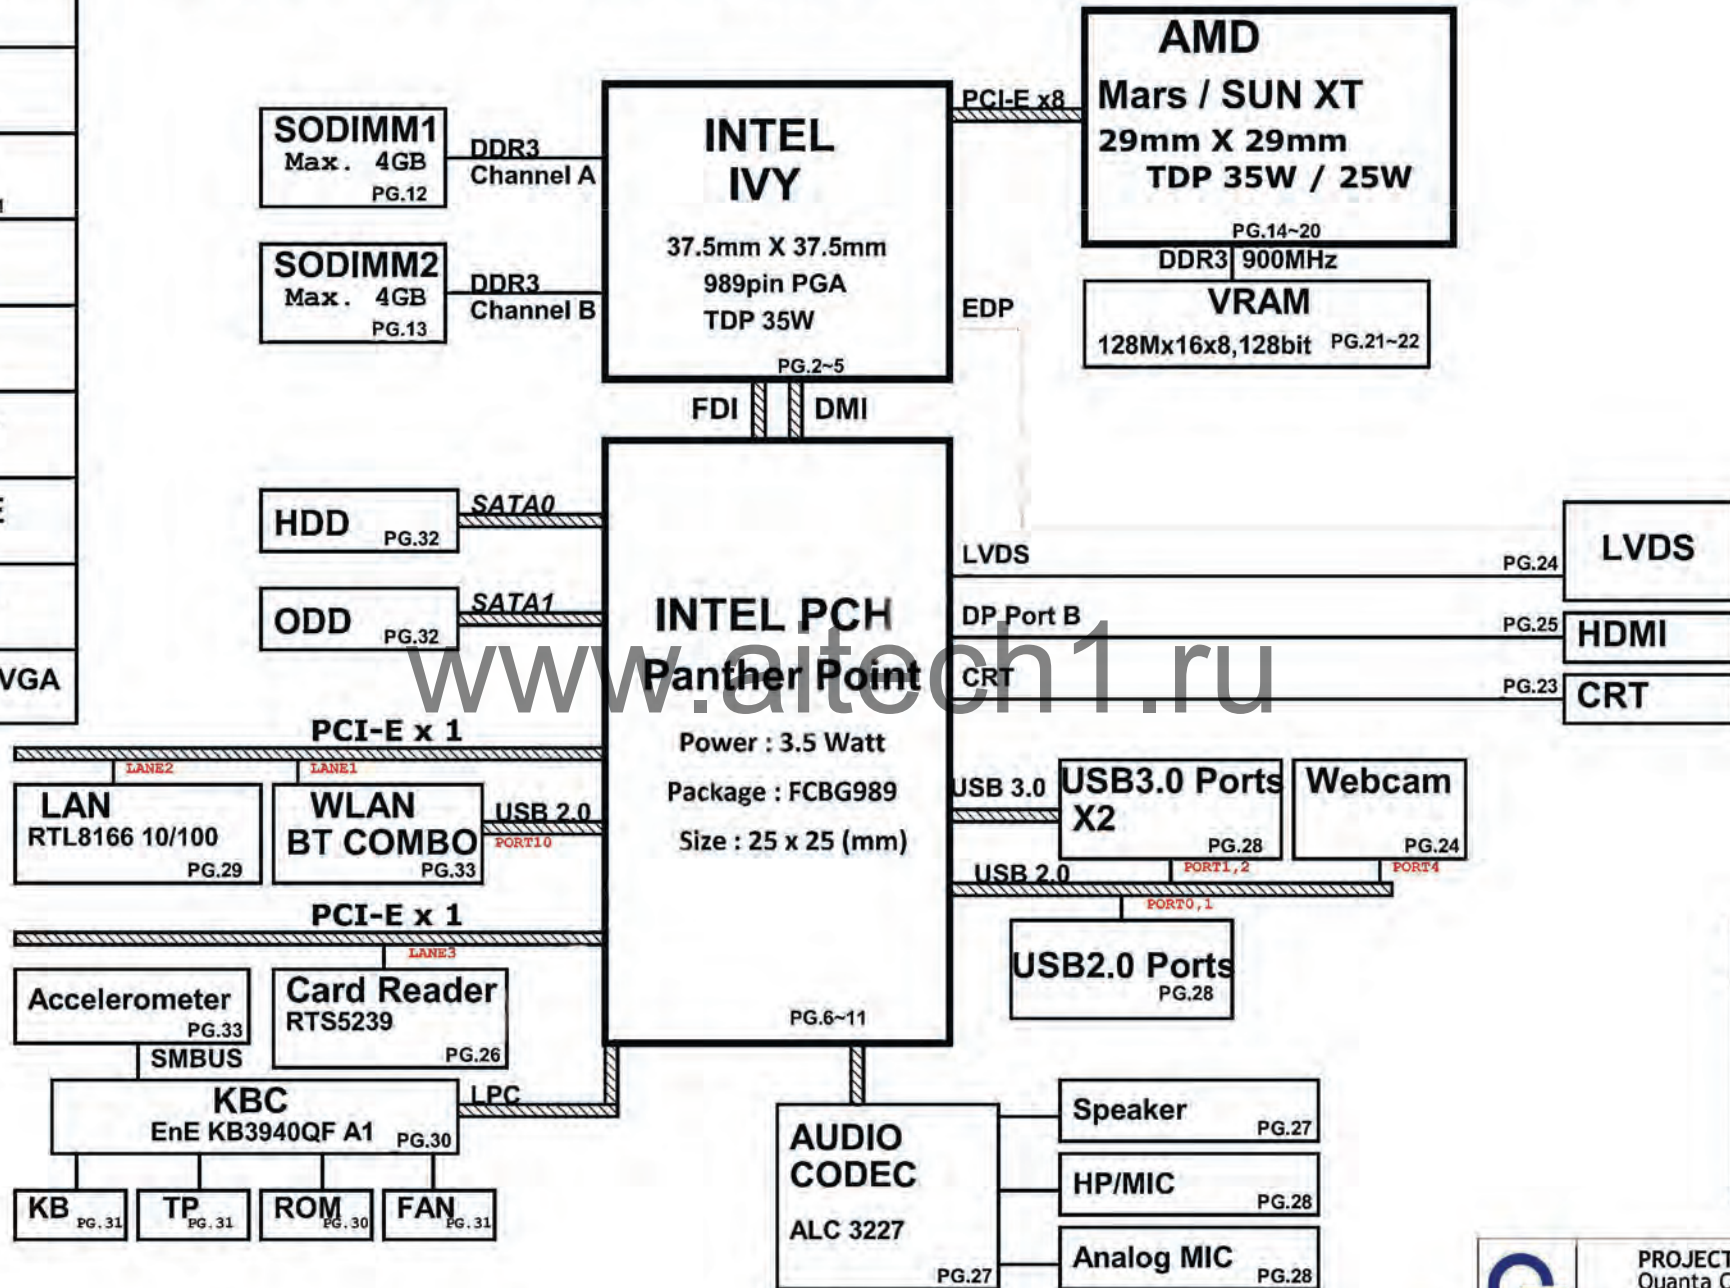 AMD
Mars / SUN XT
29mm X 29mm
TDP 35W / 25W
PG.14~20
PCI-E x8
INTEL
IVY
37.5mm X 37.5mm
989pin PGA
TDP 35W
PG.2~5
SODIMM1
Max. 4GB
PG.12
DDR3
Channel A
SODIMM2
Max. 4GB
PG.13
DDR3
Channel B
DDR3 900MHz
VRAM
128Mx16x8,128bit PG.21~22
EDP
FDI
DMI
HDD
PG.32
SATA0
ODD
PG.32
SATA1
INTEL PCH
Panther Point
Power : 3.5 Watt
Package : FCBG989
Size : 25 x 25 (mm)
PG.6~11
LVDS
PG.24
LVDS
DP Port B
PG.25
HDMI
CRT
PG.23
CRT
www.aitech1.ru
VGA
PCI-E x 1
LANE2
LANE1
LAN
RTL8166 10/100
PG.29
WLAN
BT COMBO
PG.33
USB 2.0
PORT10
USB 3.0
USB3.0 Ports
X2
PG.28
Webcam
PG.24
USB 2.0
PORT1,2
PORT4
PORT0,1
USB2.0 Ports
PG.28
PCI-E x 1
LANE3
Accelerometer
PG.33
Card Reader
RTS5239
PG.26
SMBUS
KBC
EnE KB3940QF A1
PG.30
LPC
KB
PG.31
TP
PG.31
ROM
PG.30
FAN
PG.31
AUDIO
CODEC
ALC 3227
PG.27
Speaker
PG.27
HP/MIC
PG.28
Analog MIC
PG.28
PROJECT
Quanta C